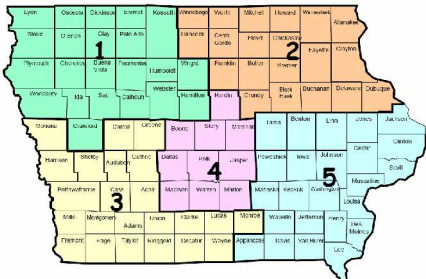 Lyon Osceola Dickinson Emmet Kossuth Winnebago Worth Mitchell Howard Winneshiek Allamakee
Sioux O'Brien Clay Palo Alto Hancock Cerro Gordo Floyd Chickasaw
1 2
Plymouth Cherokee Buena Vista Pocahontas Humboldt Wright Franklin Butler Bremer Fayette Clayton
Woodbury Ida Sac Calhoun Webster Hamilton Hardin Grundy Black Hawk Buchanan Delaware Dubuque
Monona Crawford Carroll Greene Boone Story Marshall Tama Benton Linn Jones Jackson
Harrison Shelby Audubon Guthrie Dallas Polk Jasper Poweshiek Iowa Johnson Cedar Clinton Scott
4 5
Pottawattamie Cass Adair Madison Warren Marion Mahaska Keokuk Washington Muscatine Louisa
3
Mills Montgomery Adams Union Clarke Lucas Monroe Wapello Jefferson Henry Des Moines
Fremont Page Taylor Ringgold Decatur Wayne Appanoose Davis Van Buren Lee